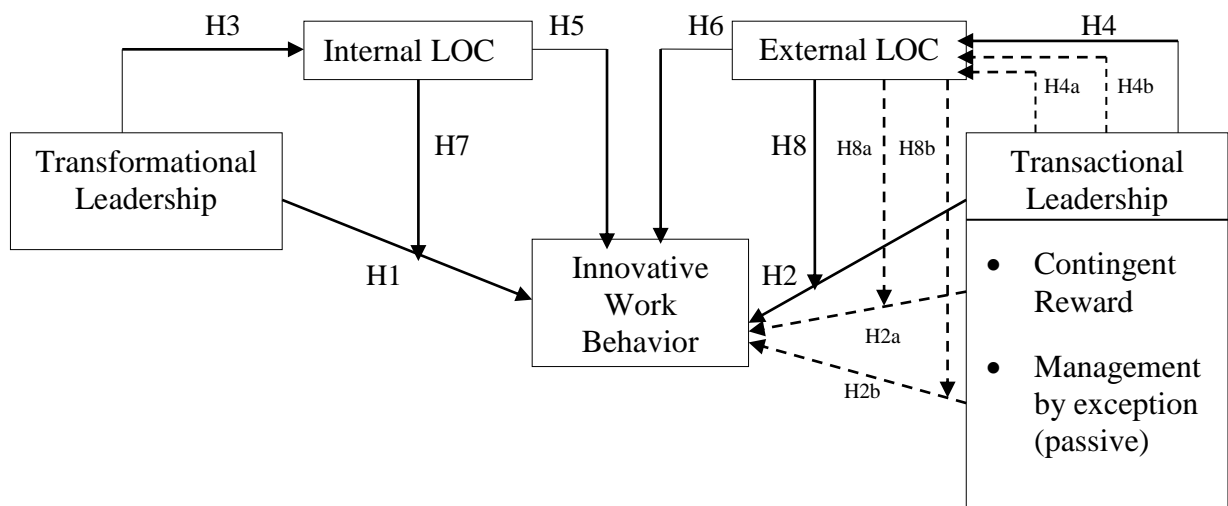 H3
Internal LOC
H5
H6
External LOC
H4
H4a
H4b
Transformational
Leadership
H7
H8
H8a
H8b
Transactional
Leadership
H1
Innovative
Work
Behavior
H2
H2a
H2b
• Contingent
Reward
• Management
by exception
(passive)